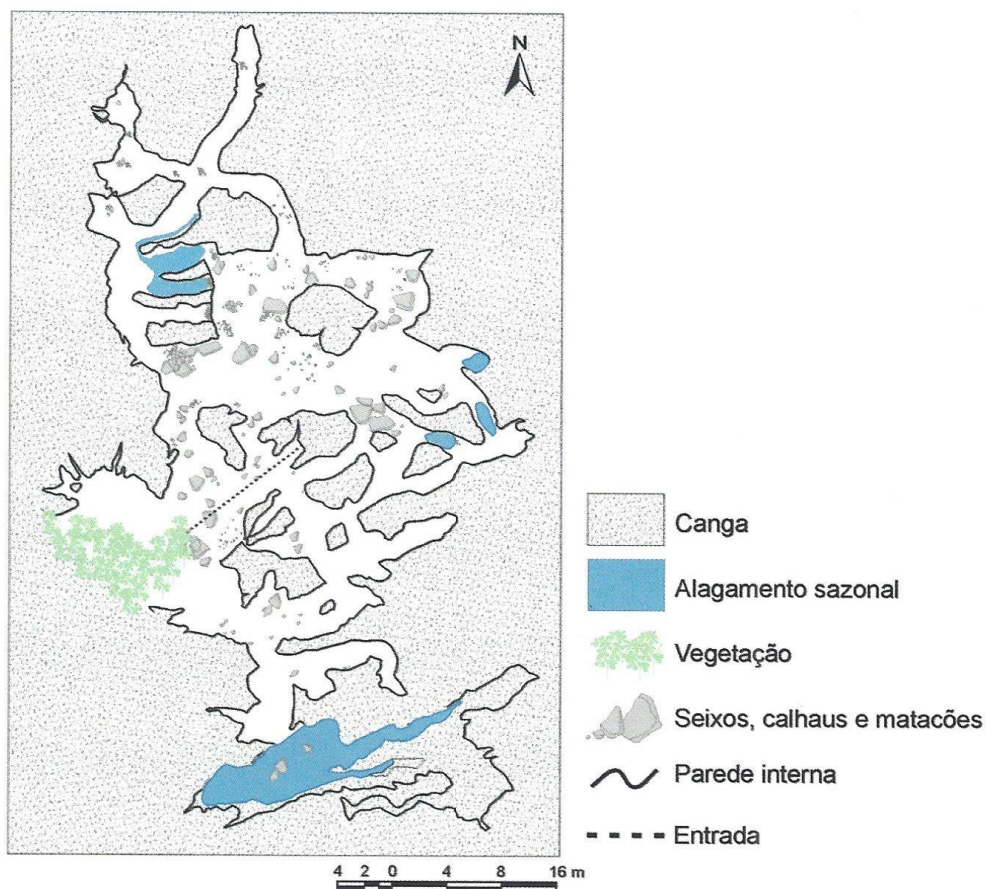 N
Canga
Alagamento sazonal
Vegetação
Seixos, calhaus e matacões
Parede interna
Entrada
4 2 0 4 8 16 m